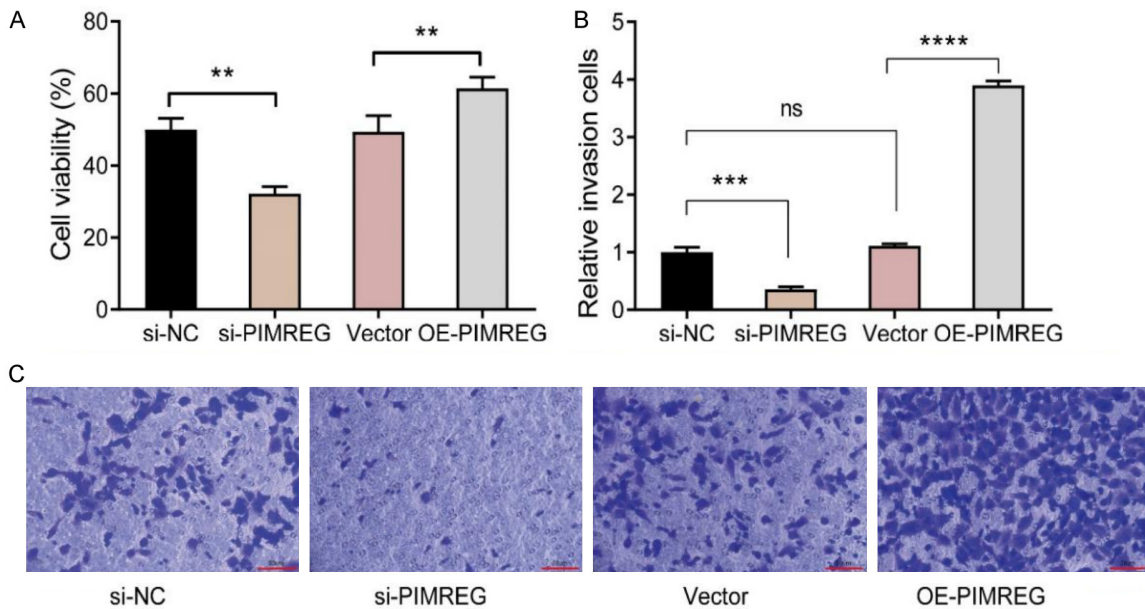 A
Cell viability (%)
80
60
40
20
0
**
**
si-NC
si-PIMREG
Vector
OE-PIMREG
B
Relative invasion cells
5
4
3
2
1
0
***
ns
****
si-NC
si-PIMREG
Vector
OE-PIMREG
C
si-NC
si-PIMREG
Vector
OE-PIMREG